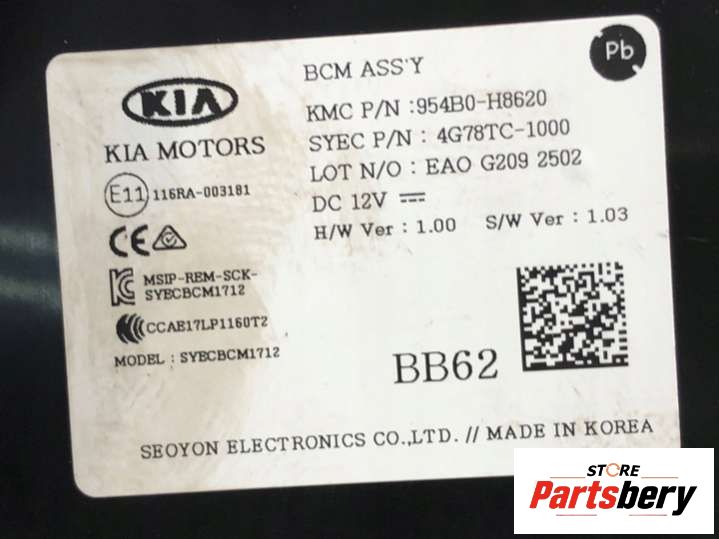 Pb
BCM ASS'Y
KIA
KIA MOTORS
KMC P/N : 954B0-H8620
SYEC P/N : 4G78TC-1000
LOT N/O : EAO G209 2502
DC 12V
H/W Ver : 1.00 S/W Ver : 1.03
E11 116RA-003181
CE
MSIP-REM-SCK-
SYECBCM1712
CCAE17LP1160T2
MODEL : SYECBCM1712
BB62
SEOYON ELECTRONICS CO.,LTD. // MADE IN KOREA
STORE
Partsbery